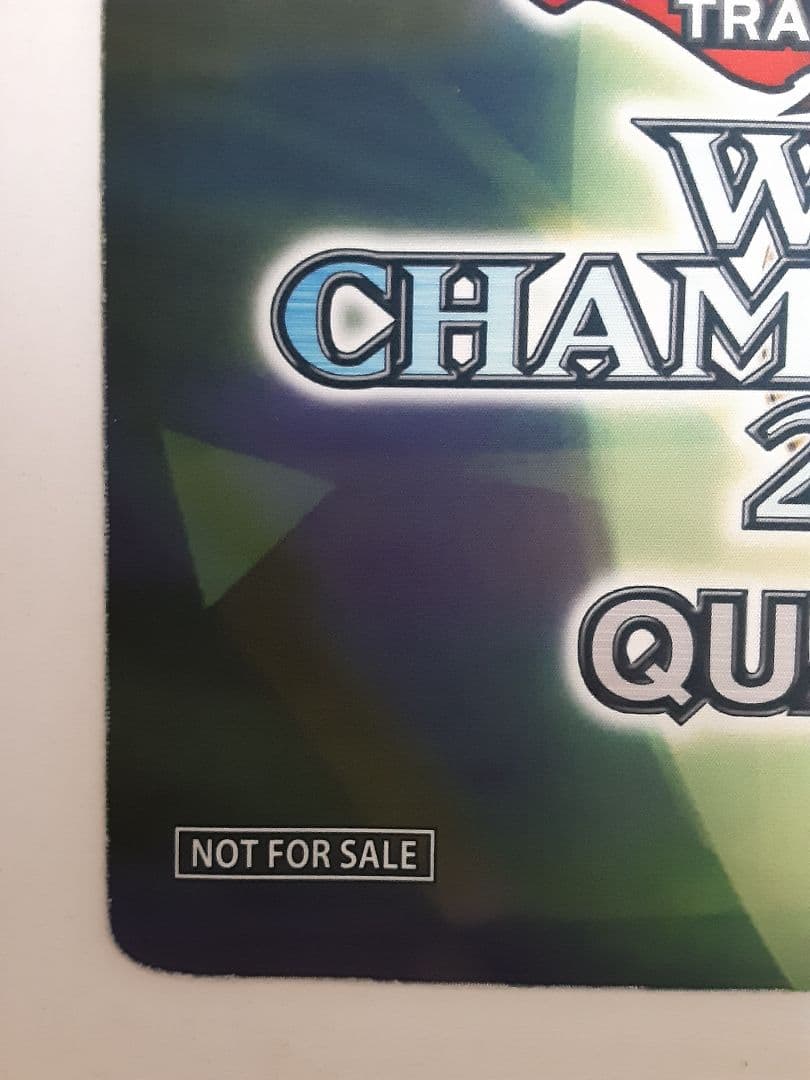 TRA
W
CHAM
2
QU
NOT FOR SALE